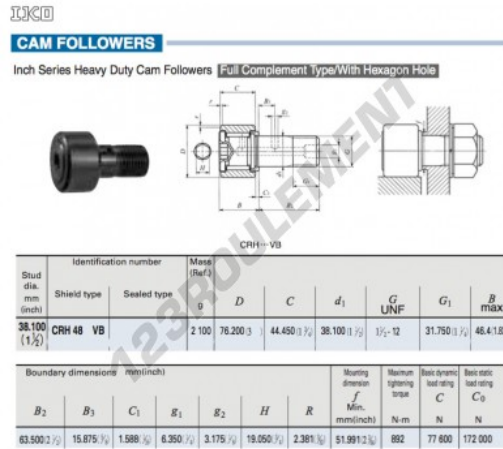 IKO
CAM FOLLOWERS
Inch Series Heavy Duty Cam Followers Full Complement Type/With Hexagon Hole
CRH…VB
Identification number
Mass (Ref.) g
Stud dia. mm (inch)
Shield type
Sealed type
D
C
d1
G UNF
G1
B max
38.100 (1½)
CRH 48 VB
2 100
76.200(3 )
44.450
38.100
1½- 12
31.750
46.4
Boundary dimensions mm(inch)
Mounting dimension f Min. mm(inch)
Maximum tightening torque N-m
Basic dynamic load rating C N
Basic static load rating C0 N
B2
B3
C1
g1
g2
H
R
63.500
15.875
1.588
6.350
3.175
19.050
2.381
51.991
892
77 600
172 000
123ROULEMENT